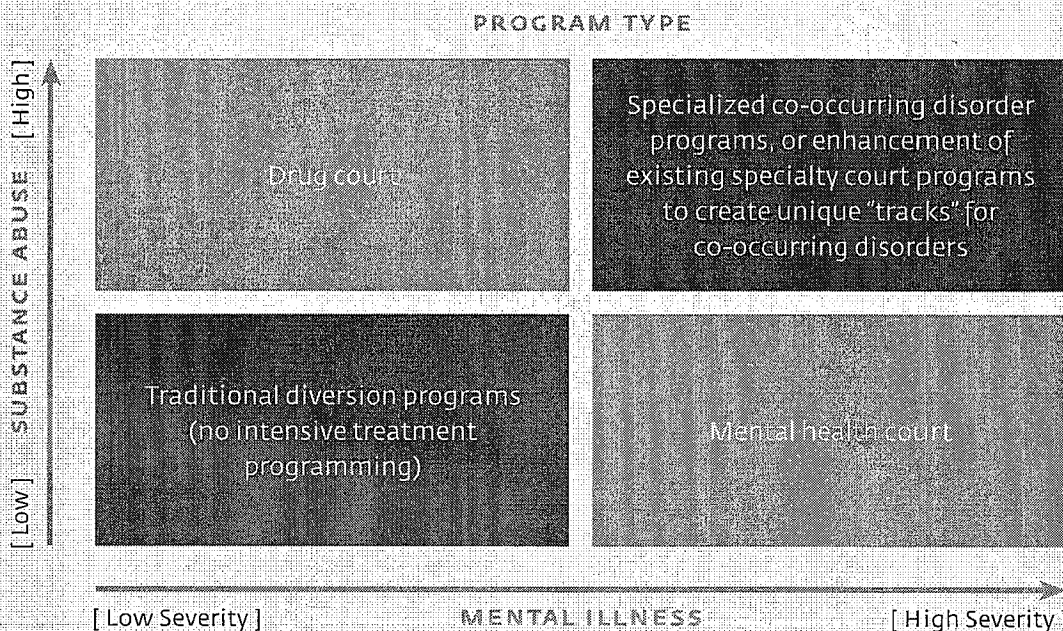 PROGRAM TYPE
[ High ]
SUBSTANCE ABUSE
[ Low ]
Drug court
Specialized co-occurring disorder
programs, or enhancement of
existing specialty court programs
to create unique "tracks" for
co-occurring disorders
Traditional diversion programs
(no intensive treatment
programming)
Mental health court
[ Low Severity ]
MENTAL ILLNESS
[ High Severity